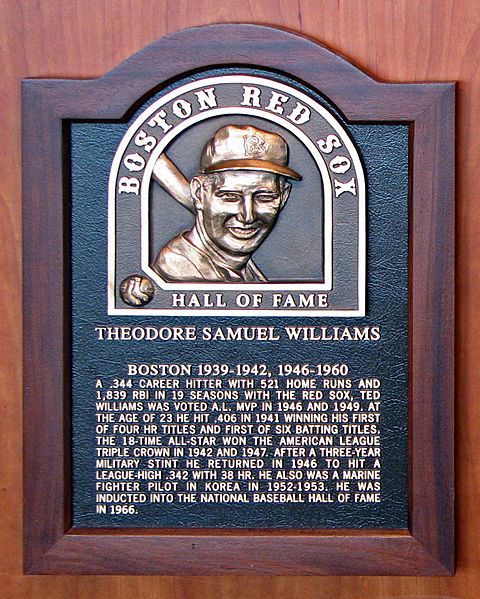 BOSTON RED SOX
B
HALL OF FAME
THEODORE SAMUEL WILLIAMS
BOSTON 1939-1942, 1946-1960
A .344 CAREER HITTER WITH 521 HOME RUNS AND
1,839 RBI IN 19 SEASONS WITH THE RED SOX, TED
WILLIAMS WAS VOTED A.L. MVP IN 1946 AND 1949. AT
THE AGE OF 23 HE HIT .406 IN 1941 WINNING HIS FIRST
OF FOUR HR TITLES AND FIRST OF SIX BATTING TITLES.
THE 18-TIME ALL-STAR WON THE AMERICAN LEAGUE
TRIPLE CROWN IN 1942 AND 1947. AFTER A THREE-YEAR
MILITARY STINT HE RETURNED IN 1946 TO HIT A
LEAGUE-HIGH .342 WITH 38 HR. HE ALSO WAS A MARINE
FIGHTER PILOT IN KOREA IN 1952-1953. HE WAS
INDUCTED INTO THE NATIONAL BASEBALL HALL OF FAME
IN 1966.